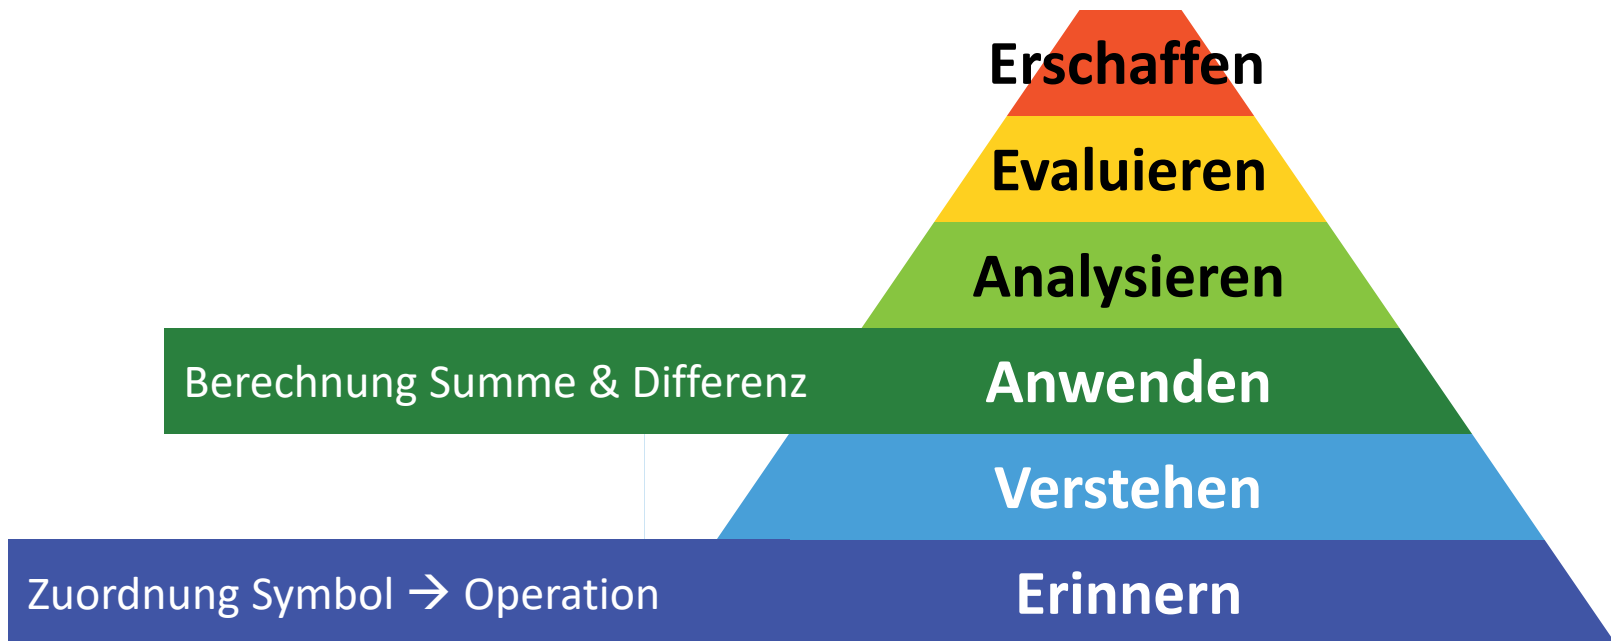 Erschaffen
Evaluieren
Analysieren
Berechnung Summe & Differenz Anwenden
Verstehen
Zuordnung Symbol → Operation Erinnern